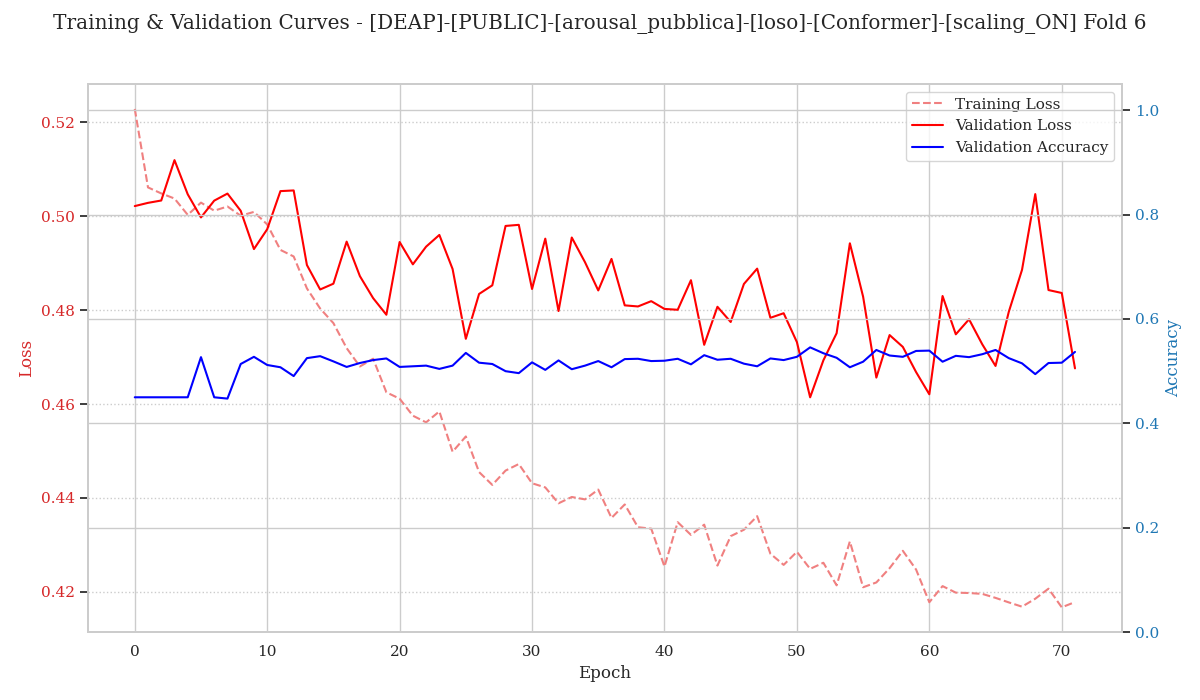 Training & Validation Curves - [DEAP]-[PUBLIC]-[arousal_pubblica]-[loso]-[Conformer]-[scaling_ON] Fold 6
Training Loss
Validation Loss
Validation Accuracy
0.52
0.50
0.48
0.46
0.44
0.42
Loss
1.0
0.8
0.6
0.4
0.2
0.0
Accuracy
0 10 20 30 40 50 60 70
Epoch